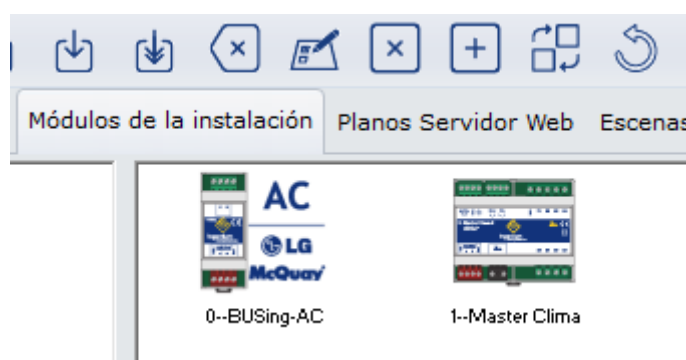 Módulos de la instalación
Planos Servidor Web
Escenas
AC
LG
McQuay
0--BUSing-AC
1--Master Clima